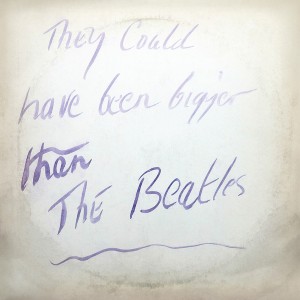 They Could
have been bigger
than
The Beatles